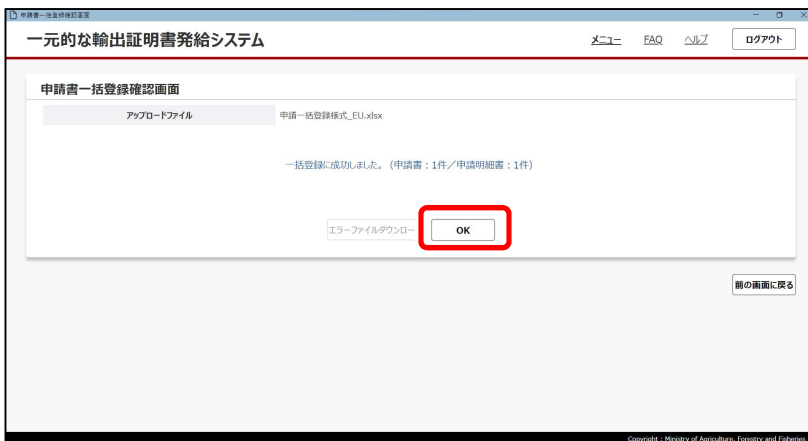 申請書一括登録確認画面
一元的な輸出証明書発給システム
メニュー FAQ ヘルプ ログアウト
申請書一括登録確認画面
アップロードファイル 申請一括登録様式_EU.xlsx
一括登録に成功しました。（申請書：1件／申請明細書：1件）
エラーファイルダウンロー OK
前の画面に戻る
Copyright : Ministry of Agriculture, Forestry and Fisheries